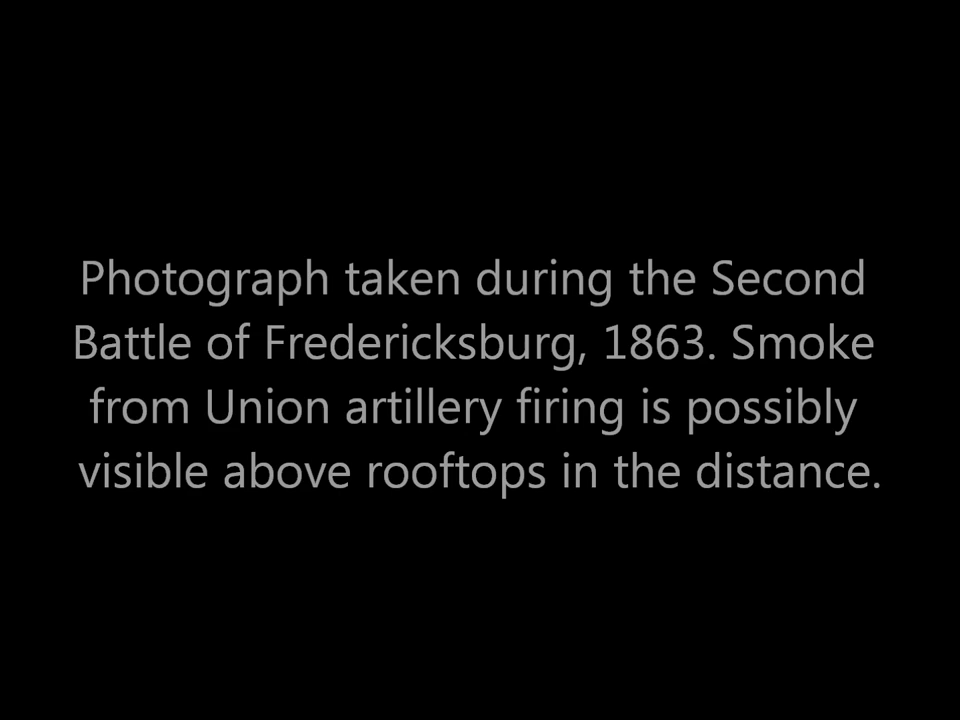 Photograph taken during the Second
Battle of Fredericksburg, 1863. Smoke
from Union artillery firing is possibly
visible above rooftops in the distance.